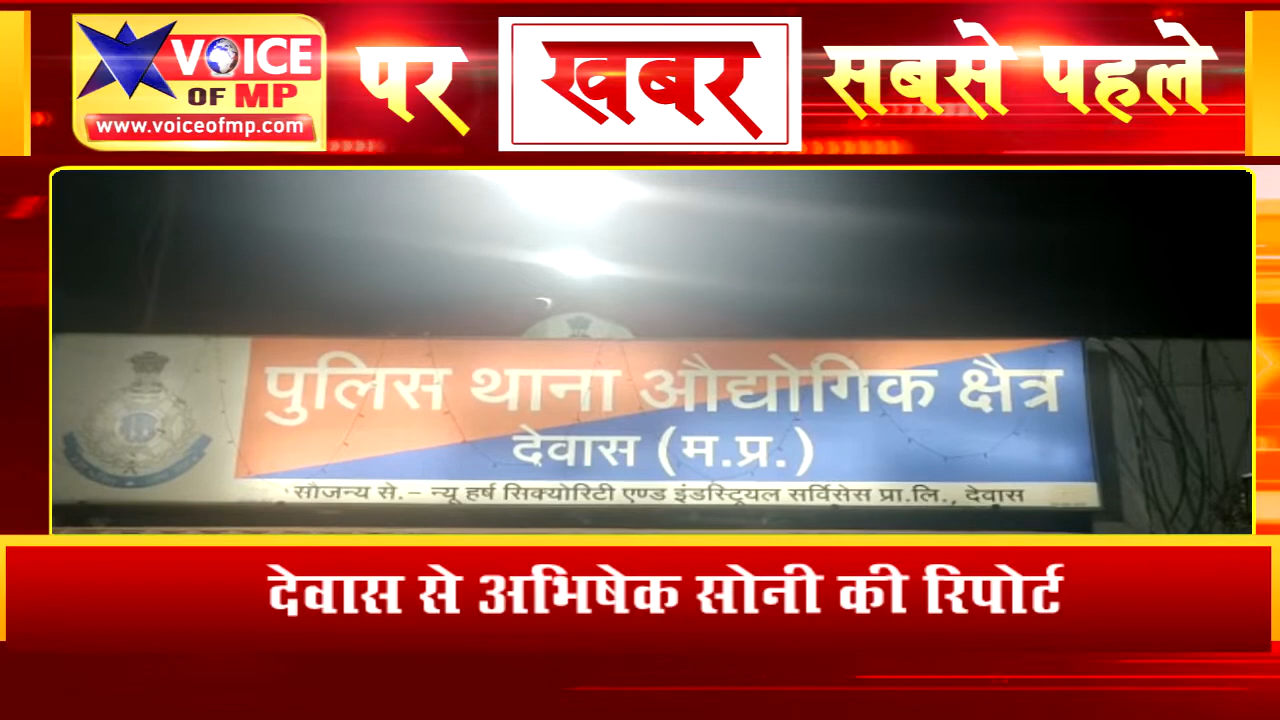 VOICE
OF MP
www.voiceofmp.com
पर खबर सबसे पहले
पुलिस थाना औद्योगिक क्षैत्र
देवास (म.प्र.)
सौजन्य से.- न्यू हर्ष सिक्योरिटी एण्ड इंडस्ट्रियल सर्विसेस प्रा.लि., देवास
देवास से अभिषेक सोनी की रिपोर्ट